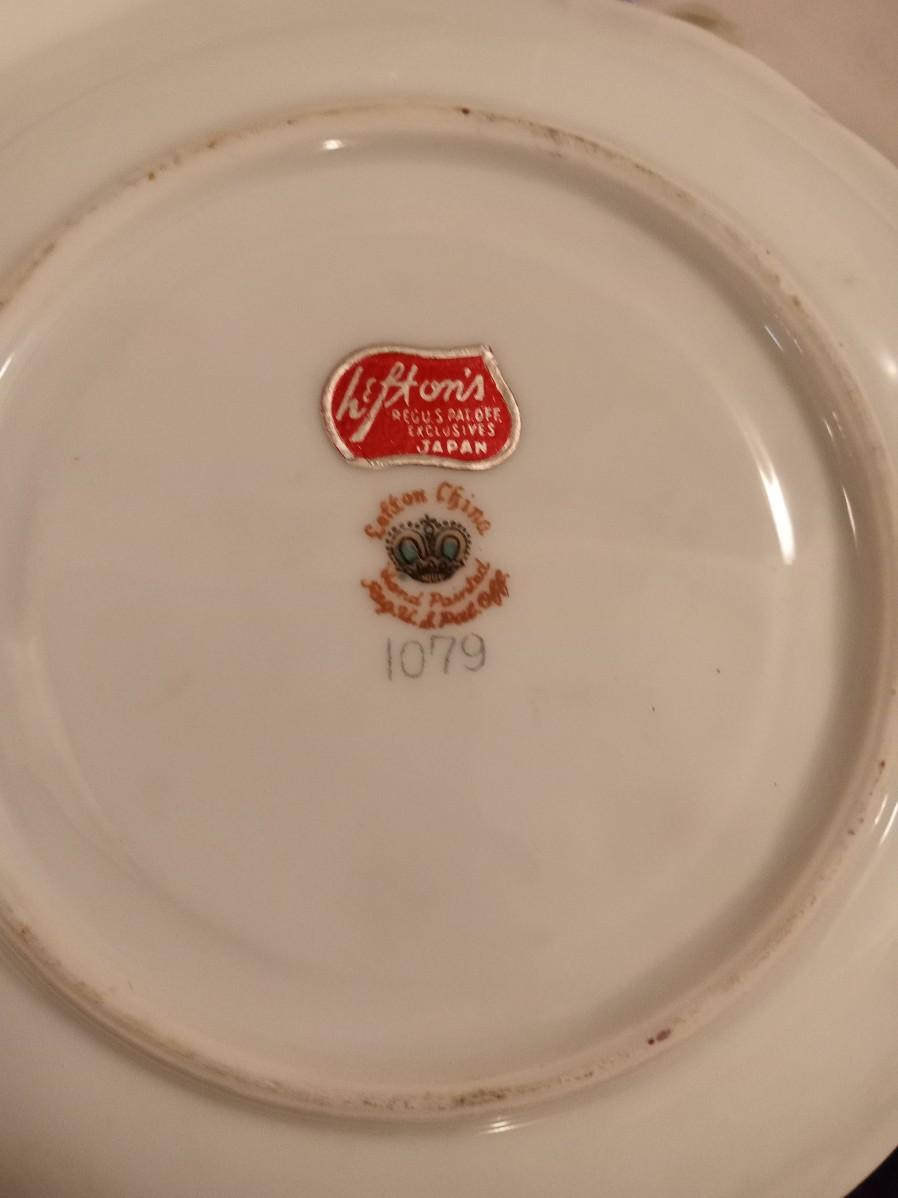 Lefton's
REG.U.S. PAT. OFF.
EXCLUSIVES
JAPAN
Lefton China
Hand Painted
Reg. U.S. Pat. Off.
1079